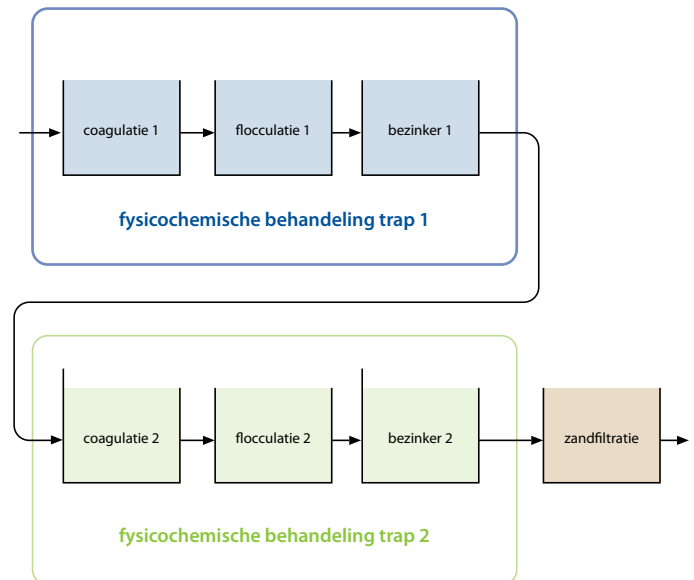 coagulatie 1
flocculatie 1
bezinker 1
fysicochemische behandeling trap 1
coagulatie 2
flocculatie 2
bezinker 2
zandfiltratie
fysicochemische behandeling trap 2